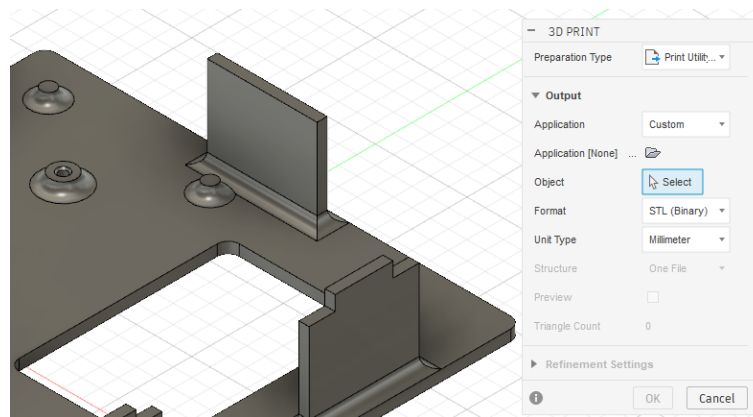 3D PRINT
Preparation Type Print Utilit;...
Output
Application Custom
Application [None] ...
Object Select
Format STL (Binary)
Unit Type Millimeter
Structure One File
Preview
Triangle Count 0
Refinement Settings
OK Cancel